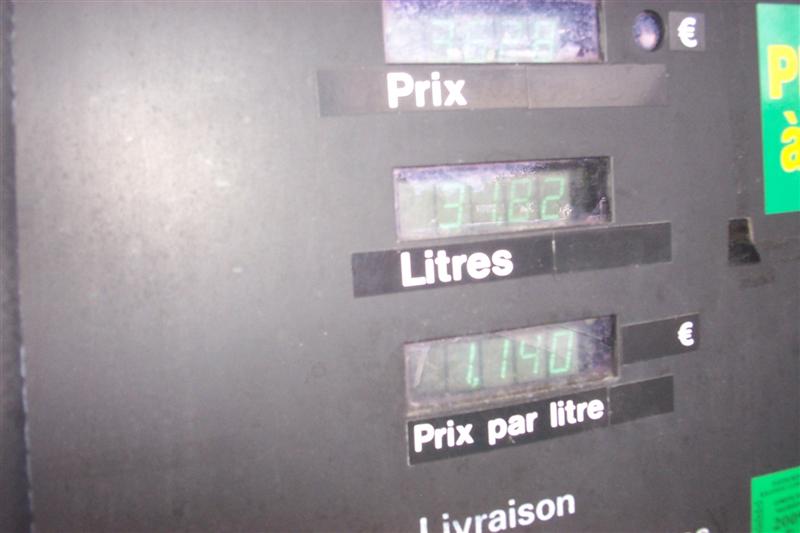 €
Prix
31.82
Litres
1.140 €
Prix par litre
Livraison
à